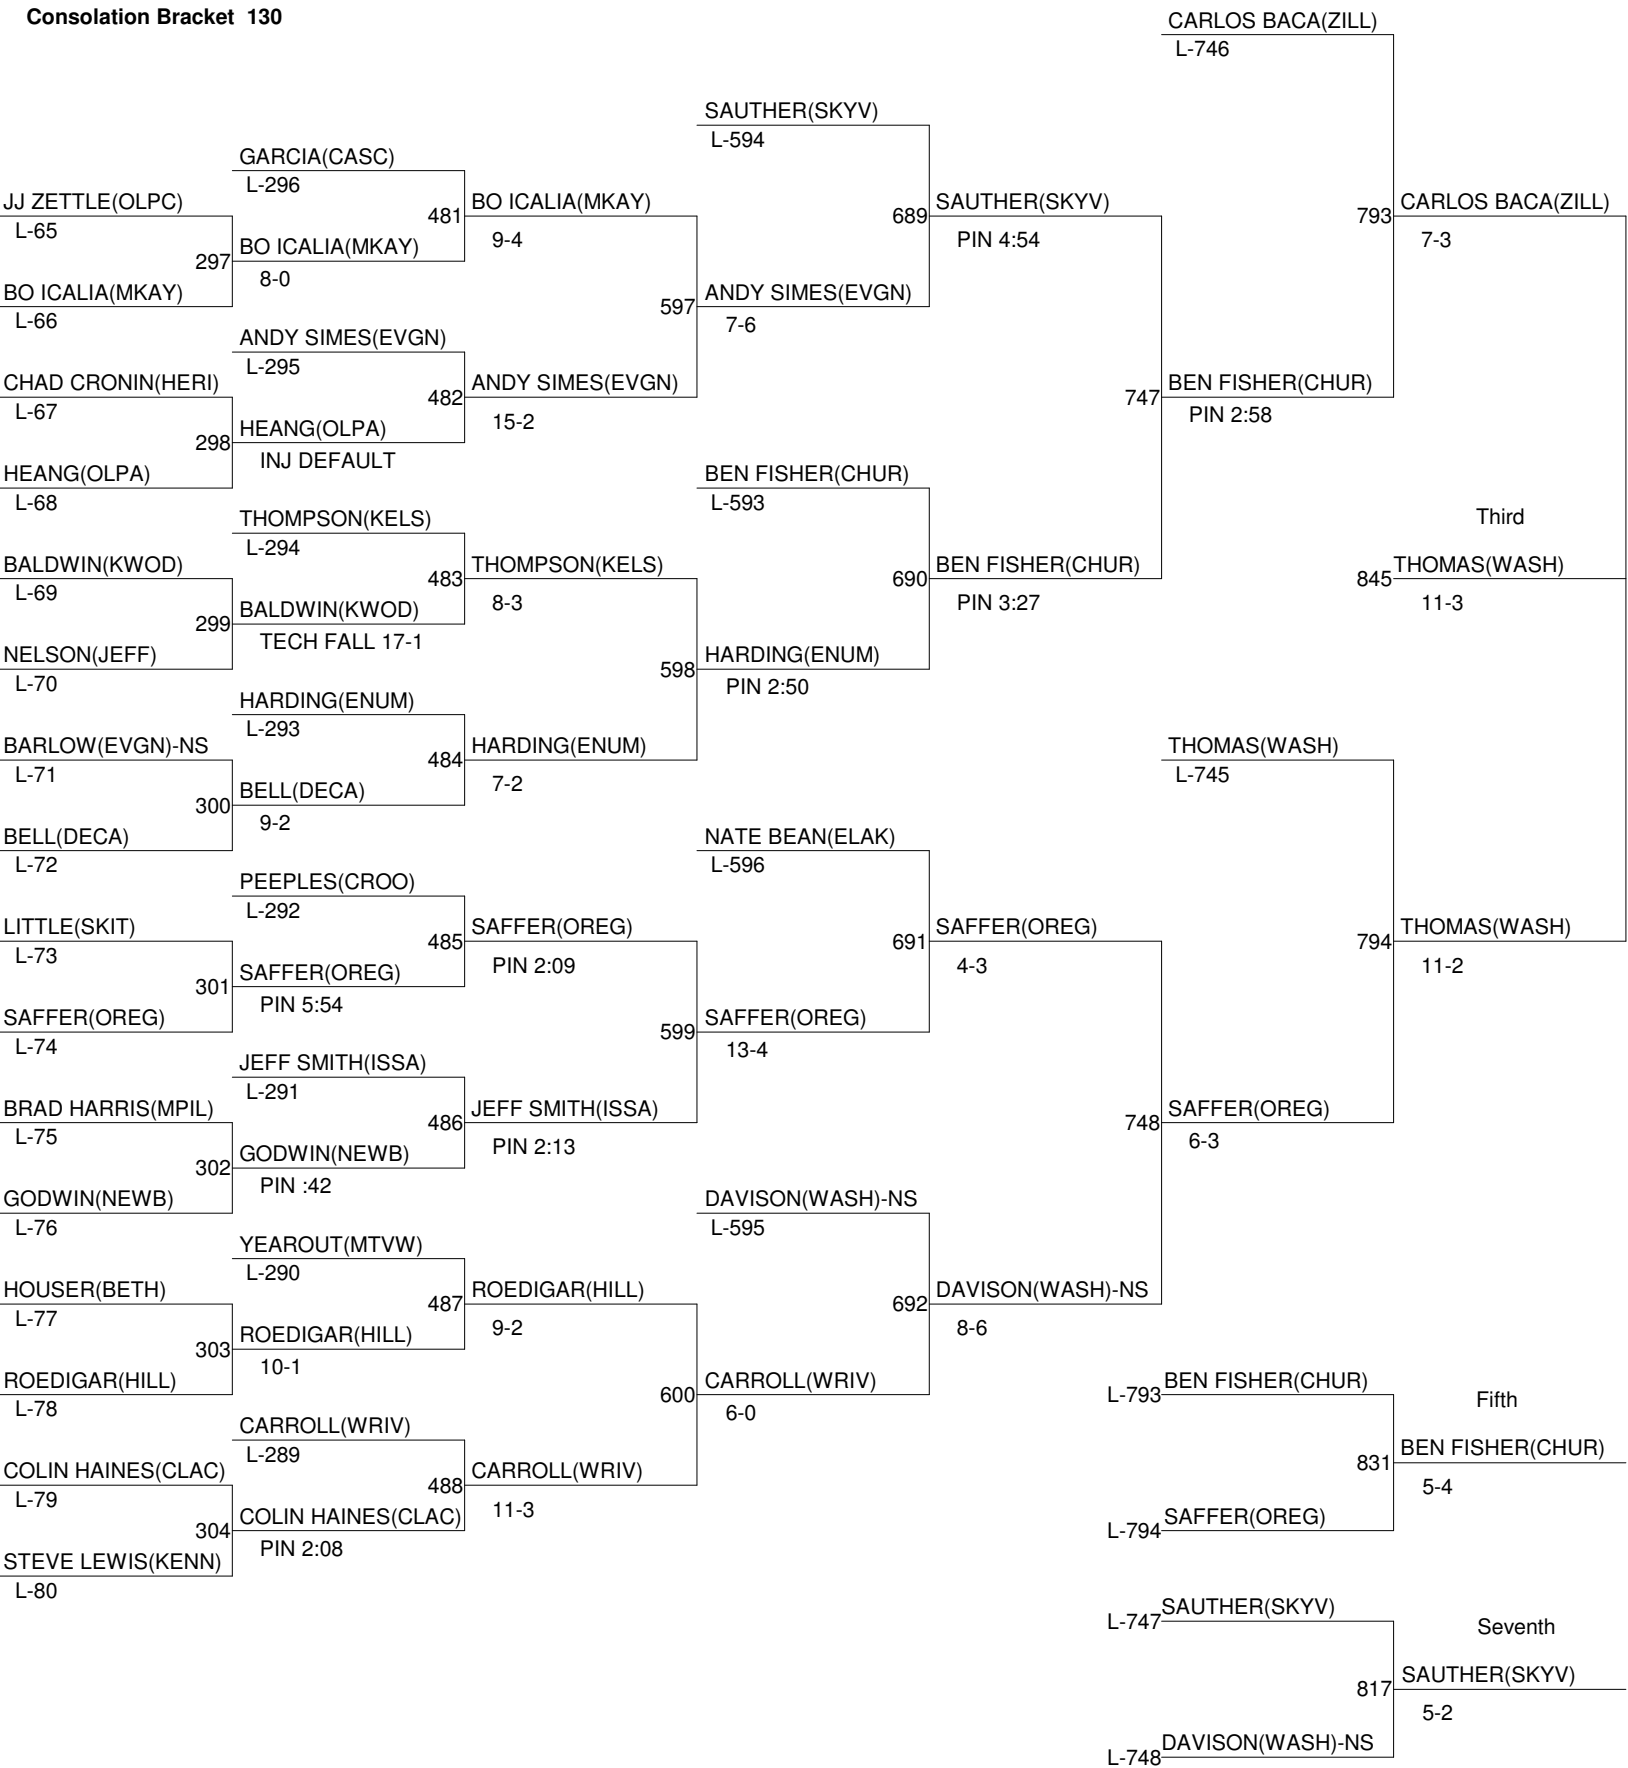 Consolation Bracket 130
JJ ZETTLE(OLPC)
L-65
297
BO ICALIA(MKAY)
L-66
CHAD CRONIN(HERI)
L-67
298
HEANG(OLPA)
L-68
BALDWIN(KWOD)
L-69
299
NELSON(JEFF)
L-70
BARLOW(EVGN)-NS
L-71
300
BELL(DECA)
L-72
LITTLE(SKIT)
L-73
301
SAFFER(OREG)
L-74
BRAD HARRIS(MPIL)
L-75
302
GODWIN(NEWB)
L-76
HOUSER(BETH)
L-77
303
ROEDIGAR(HILL)
L-78
COLIN HAINES(CLAC)
L-79
304
STEVE LEWIS(KENN)
L-80
GARCIA(CASC)
L-296
481
BO ICALIA(MKAY)
8-0
ANDY SIMES(EVGN)
L-295
482
HEANG(OLPA)
INJ DEFAULT
THOMPSON(KELS)
L-294
483
BALDWIN(KWOD)
TECH FALL 17-1
HARDING(ENUM)
L-293
484
BELL(DECA)
9-2
PEEPLES(CROO)
L-292
485
SAFFER(OREG)
PIN 5:54
JEFF SMITH(ISSA)
L-291
486
GODWIN(NEWB)
PIN :42
YEAROUT(MTVW)
L-290
487
ROEDIGAR(HILL)
10-1
CARROLL(WRIV)
L-289
488
COLIN HAINES(CLAC)
PIN 2:08
BO ICALIA(MKAY)
9-4
597
ANDY SIMES(EVGN)
15-2
THOMPSON(KELS)
8-3
598
HARDING(ENUM)
7-2
SAFFER(OREG)
PIN 2:09
599
JEFF SMITH(ISSA)
PIN 2:13
ROEDIGAR(HILL)
9-2
600
CARROLL(WRIV)
11-3
SAUTHER(SKYV)
L-594
689
ANDY SIMES(EVGN)
7-6
BEN FISHER(CHUR)
L-593
690
HARDING(ENUM)
PIN 2:50
NATE BEAN(ELAK)
L-596
691
SAFFER(OREG)
13-4
DAVISON(WASH)-NS
L-595
692
CARROLL(WRIV)
6-0
SAUTHER(SKYV)
PIN 4:54
747
BEN FISHER(CHUR)
PIN 3:27
SAFFER(OREG)
4-3
748
DAVISON(WASH)-NS
8-6
CARLOS BACA(ZILL)
L-746
793
BEN FISHER(CHUR)
PIN 2:58
THOMAS(WASH)
L-745
794
SAFFER(OREG)
6-3
CARLOS BACA(ZILL)
7-3
Third
845
THOMAS(WASH)
11-3
THOMAS(WASH)
11-2
L-793
BEN FISHER(CHUR)
Fifth
831
BEN FISHER(CHUR)
5-4
L-794
SAFFER(OREG)
L-747
SAUTHER(SKYV)
Seventh
817
SAUTHER(SKYV)
5-2
L-748
DAVISON(WASH)-NS